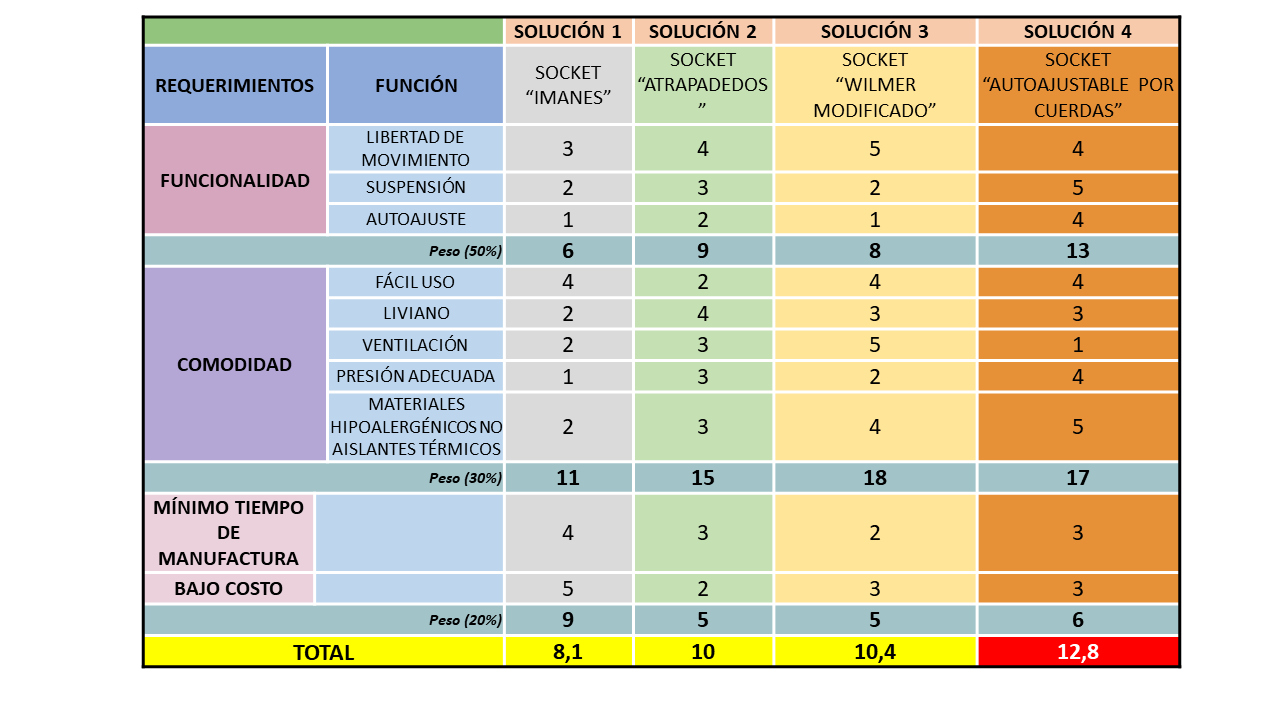 SOLUCIÓN 1 SOLUCIÓN 2 SOLUCIÓN 3 SOLUCIÓN 4
REQUERIMIENTOS
FUNCIÓN
SOCKET
“IMANES”
SOCKET
“ATRAPADEDOS
”
SOCKET
“WILMER
MODIFICADO”
SOCKET
“AUTOAJUSTABLE POR
CUERDAS”
FUNCIONALIDAD
LIBERTAD DE
MOVIMIENTO
3 4 5 4
SUSPENSIÓN 2 3 2 5
AUTOAJUSTE 1 2 1 4
Peso (50%) 6 9 8 13
COMODIDAD
FÁCIL USO 4 2 4 4
LIVIANO 2 4 3 3
VENTILACIÓN 2 3 5 1
PRESIÓN ADECUADA 1 3 2 4
MATERIALES
HIPOALERGÉNICOS NO
AISLANTES TÉRMICOS
2 3 4 5
Peso (30%) 11 15 18 17
MÍNIMO TIEMPO
DE
MANUFACTURA
4 3 2 3
BAJO COSTO 5 2 3 3
Peso (20%) 9 5 5 6
TOTAL 8,1 10 10,4 12,8